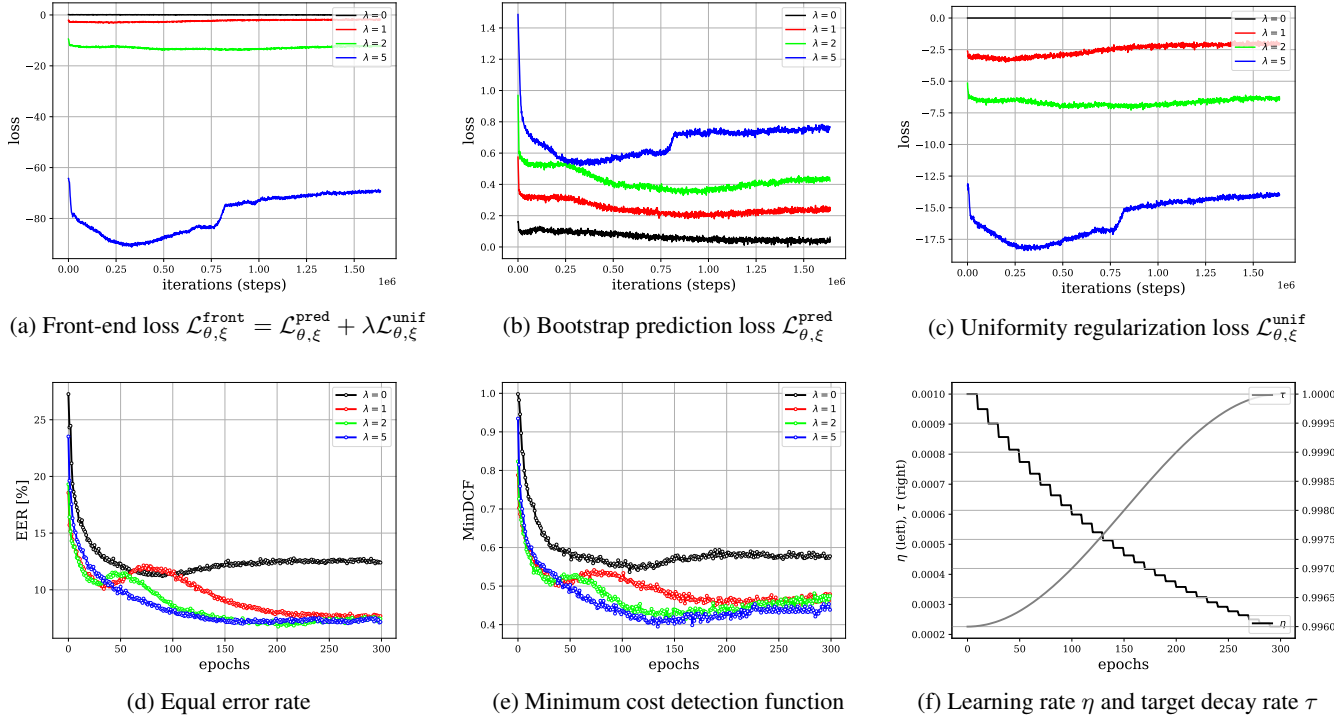 0
−20
−40
−60
−80
loss
0.00
0.25
0.50
0.75
1.00
1.25
1.50
1e6
iterations (steps)
λ = 0
λ = 1
λ = 2
λ = 5
(a) Front-end loss ℒ^front_θ,ξ = ℒ^pred_θ,ξ + λℒ^unif_θ,ξ
1.4
1.2
1.0
0.8
0.6
0.4
0.2
0.0
loss
0.00
0.25
0.50
0.75
1.00
1.25
1.50
1e6
iterations (steps)
λ = 0
λ = 1
λ = 2
λ = 5
(b) Bootstrap prediction loss ℒ^pred_θ,ξ
0.0
−2.5
−5.0
−7.5
−10.0
−12.5
−15.0
−17.5
loss
0.00
0.25
0.50
0.75
1.00
1.25
1.50
1e6
iterations (steps)
λ = 0
λ = 1
λ = 2
λ = 5
(c) Uniformity regularization loss ℒ^unif_θ,ξ
25
20
15
10
EER [%]
0
50
100
150
200
250
300
epochs
λ = 0
λ = 1
λ = 2
λ = 5
(d) Equal error rate
1.0
0.9
0.8
0.7
0.6
0.5
0.4
MinDCF
0
50
100
150
200
250
300
epochs
λ = 0
λ = 1
λ = 2
λ = 5
(e) Minimum cost detection function
0.0010
0.0009
0.0008
0.0007
0.0006
0.0005
0.0004
0.0003
0.0002
η (left), τ (right)
0
50
100
150
200
250
300
epochs
τ
η
1.0000
0.9995
0.9990
0.9985
0.9980
0.9975
0.9970
0.9965
0.9960
(f) Learning rate η and target decay rate τ